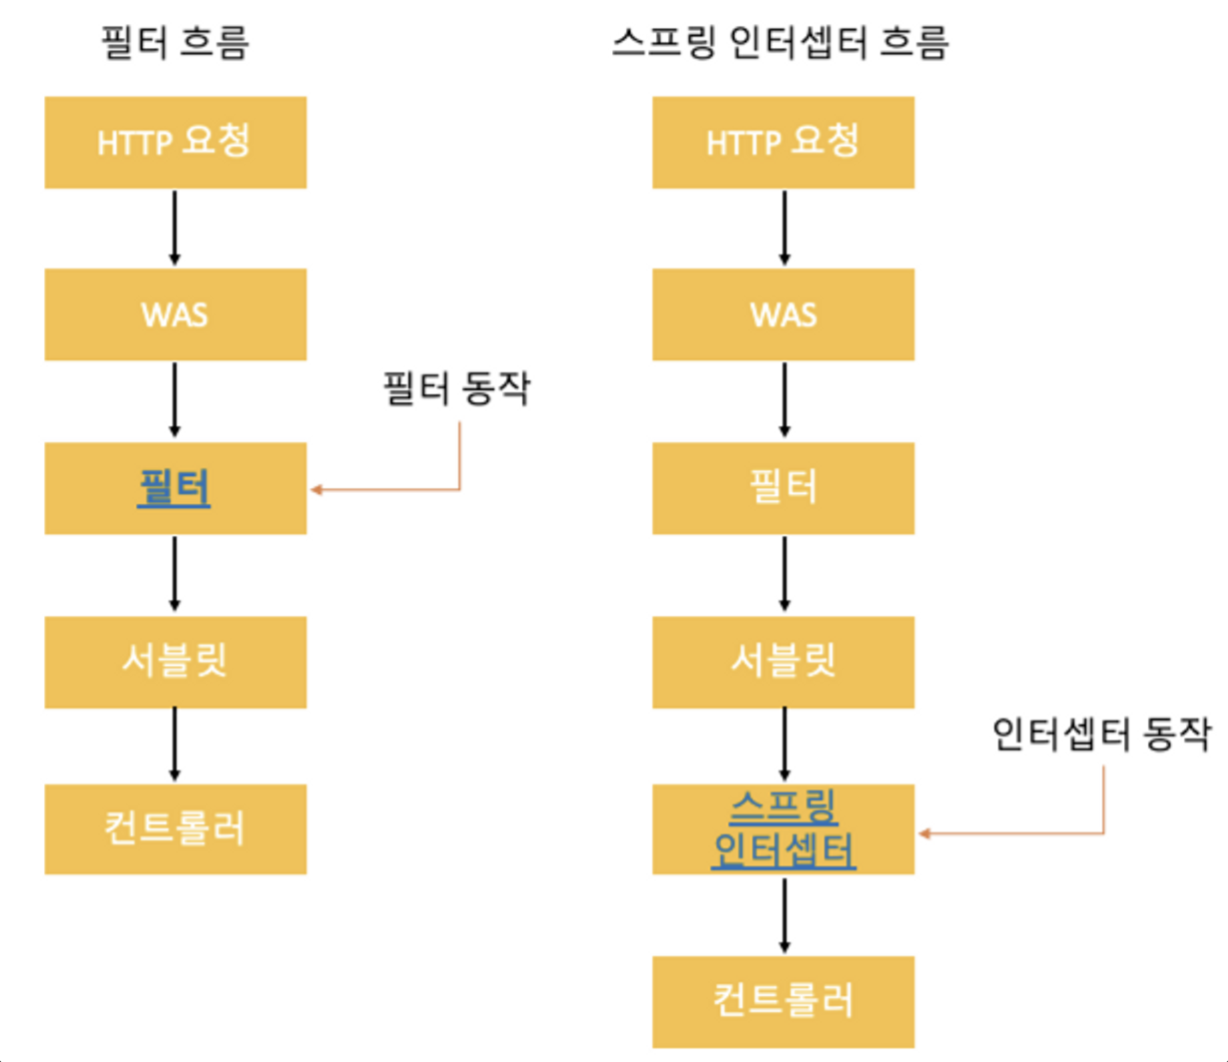 필터 흐름
HTTP 요청
WAS
필터 동작
필터
서블릿
컨트롤러
스프링 인터셉터 흐름
HTTP 요청
WAS
필터
서블릿
인터셉터 동작
스프링
인터셉터
컨트롤러